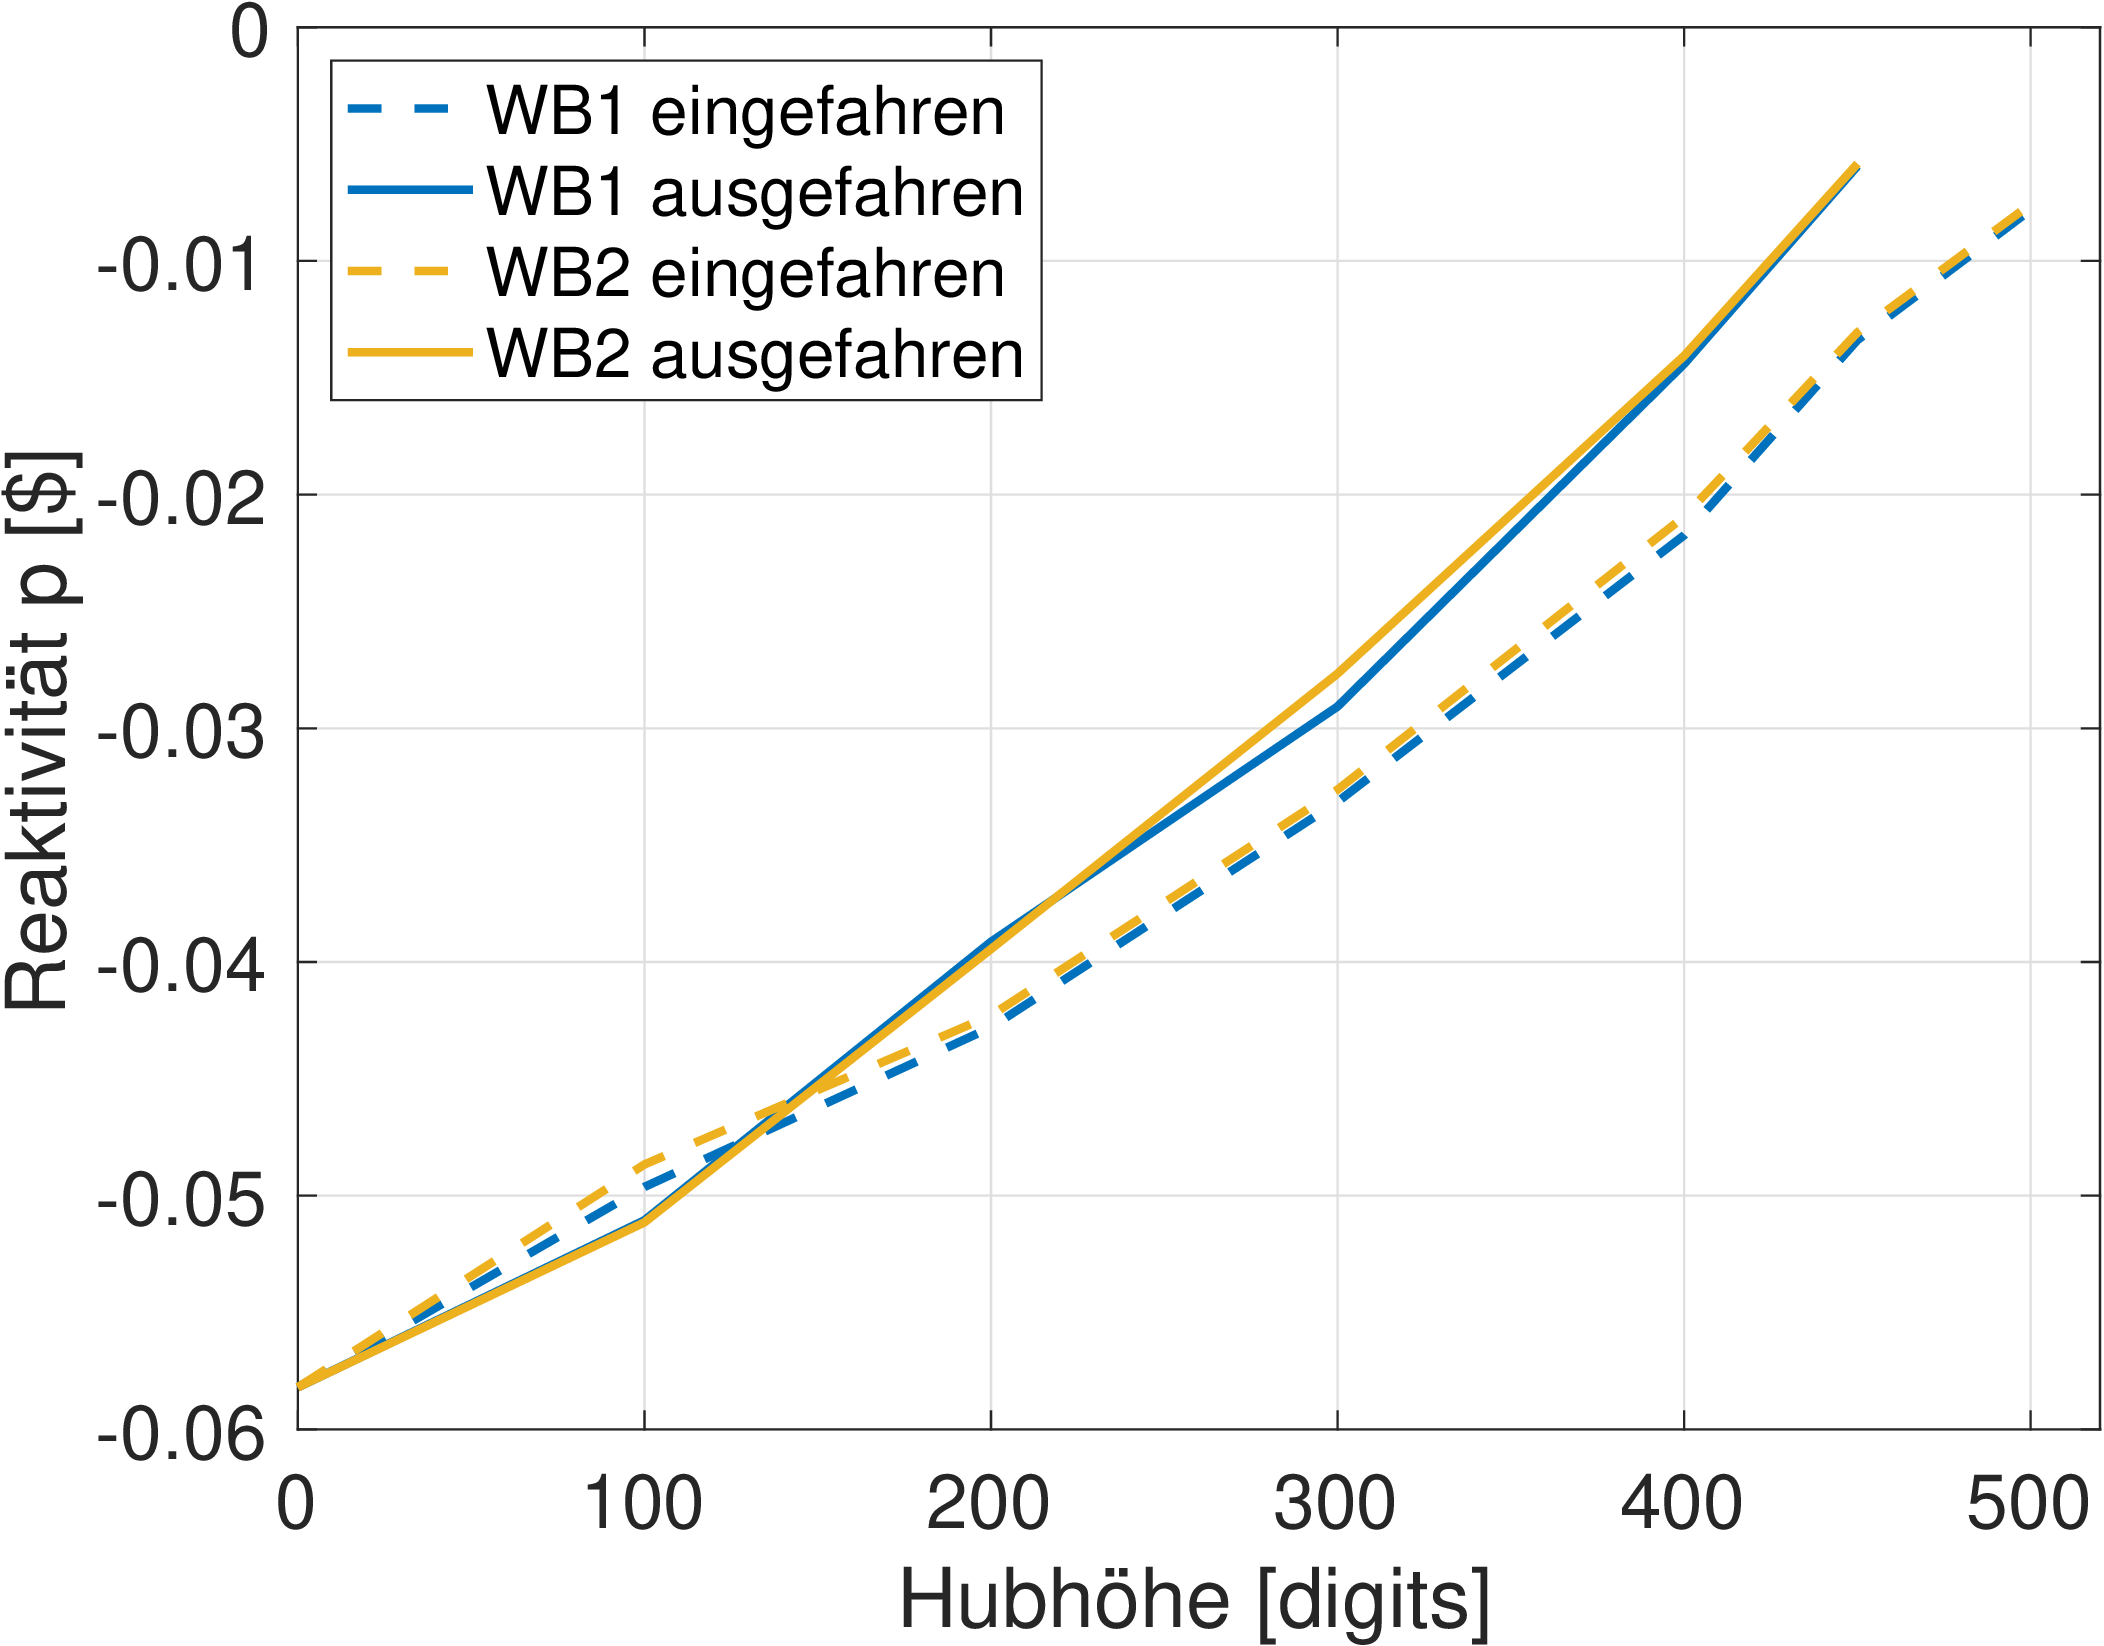 0
-0.01
-0.02
-0.03
-0.04
-0.05
-0.06
Reaktivität p [$]
WB1 eingefahren
WB1 ausgefahren
WB2 eingefahren
WB2 ausgefahren
0 100 200 300 400 500
Hubhöhe [digits]